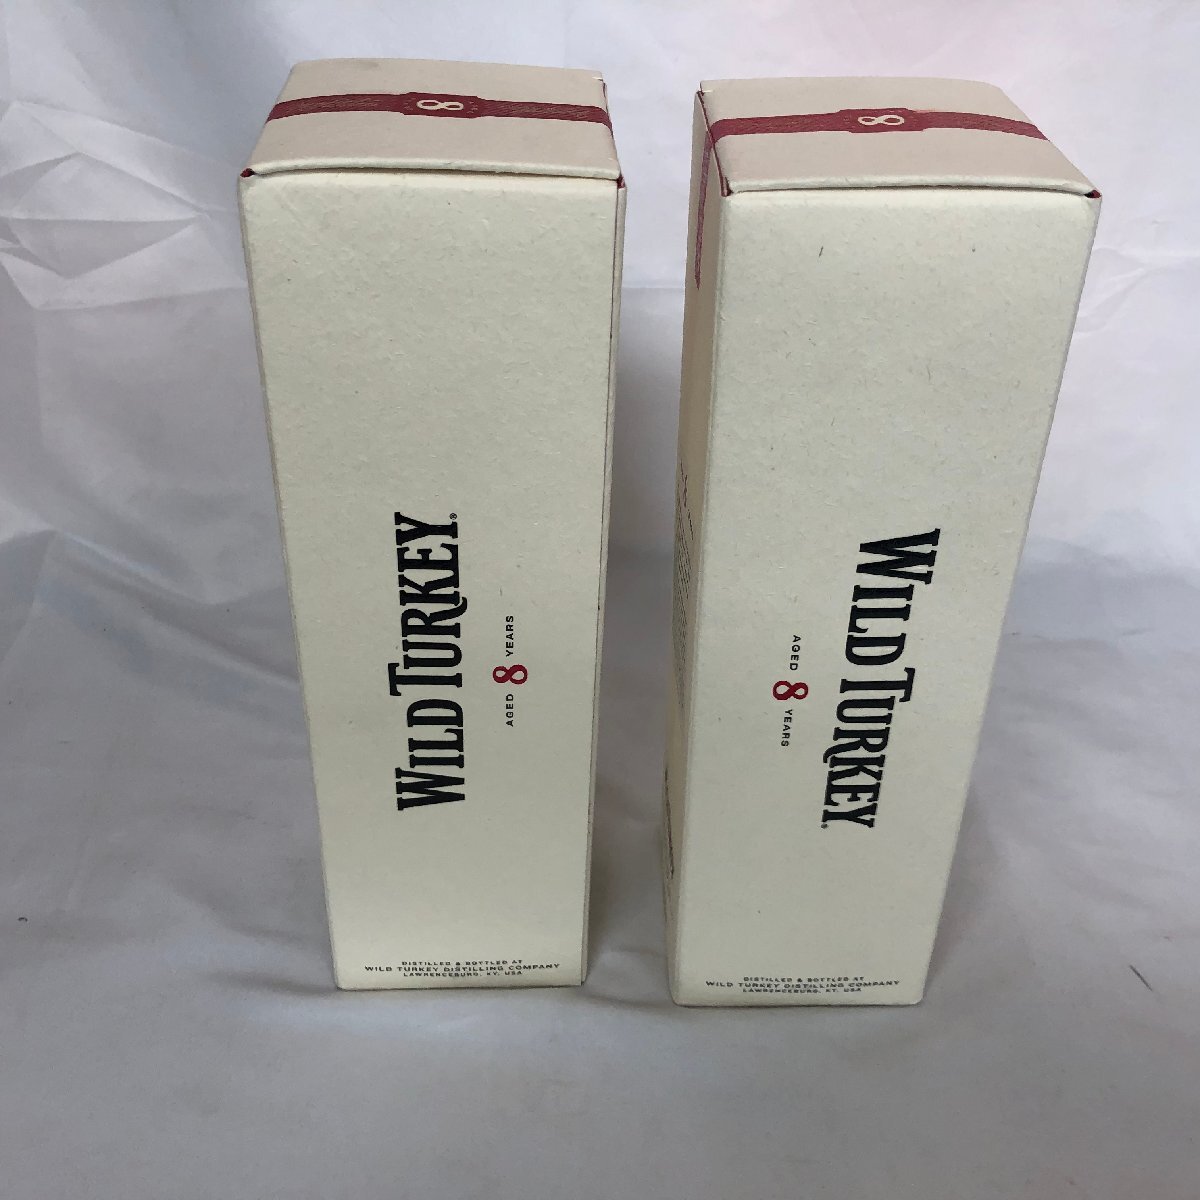 8
WILD TURKEY®
AGED 8 YEARS
DISTILLED & BOTTLED AT
WILD TURKEY DISTILLING COMPANY
LAWRENCEBURG, KY, USA
8
WILD TURKEY®
AGED 8 YEARS
DISTILLED & BOTTLED AT
WILD TURKEY DISTILLING COMPANY
LAWRENCEBURG, KY, USA